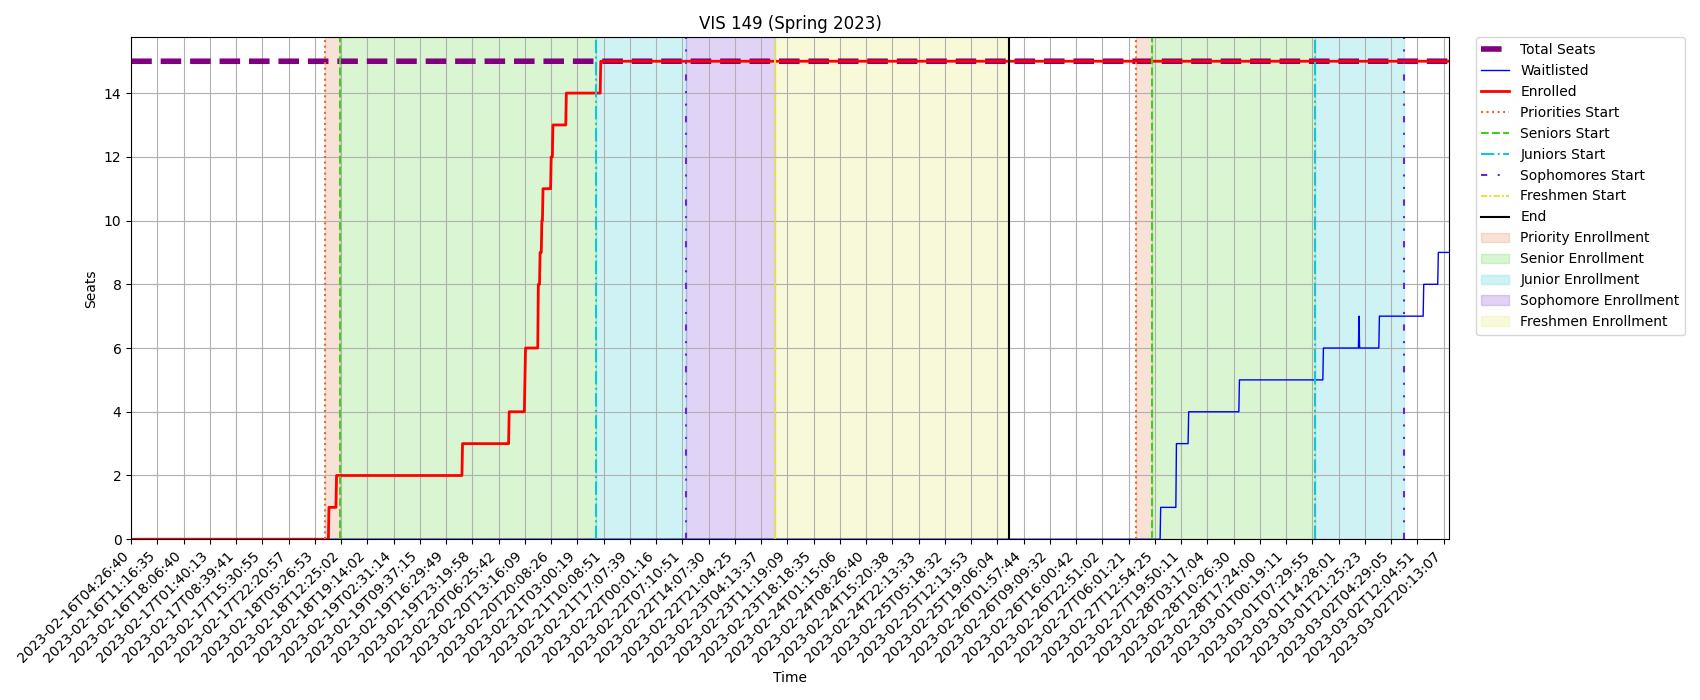 VIS 149 (Spring 2023)
Seats
14
12
10
8
6
4
2
0
2023-02-16T04:26:40
2023-02-16T11:16:35
2023-02-16T18:06:40
2023-02-17T01:40:13
2023-02-17T08:39:41
2023-02-17T15:30:55
2023-02-17T22:20:57
2023-02-18T05:26:53
2023-02-18T12:25:02
2023-02-18T19:14:02
2023-02-19T02:31:14
2023-02-19T09:37:15
2023-02-19T16:29:49
2023-02-19T23:19:58
2023-02-20T06:25:42
2023-02-20T13:16:09
2023-02-20T20:08:26
2023-02-21T03:00:19
2023-02-21T10:08:51
2023-02-21T17:07:39
2023-02-22T00:01:16
2023-02-22T07:10:51
2023-02-22T14:07:30
2023-02-22T21:04:25
2023-02-23T04:13:37
2023-02-23T11:19:09
2023-02-23T18:18:35
2023-02-24T01:15:06
2023-02-24T08:26:40
2023-02-24T15:20:38
2023-02-24T22:13:33
2023-02-25T05:18:32
2023-02-25T12:13:53
2023-02-25T19:06:04
2023-02-26T01:57:44
2023-02-26T09:09:32
2023-02-26T16:00:42
2023-02-26T22:51:02
2023-02-27T06:01:21
2023-02-27T12:54:25
2023-02-27T19:50:11
2023-02-28T03:17:04
2023-02-28T10:26:30
2023-02-28T17:24:00
2023-03-01T00:19:11
2023-03-01T07:29:55
2023-03-01T14:28:01
2023-03-01T21:25:23
2023-03-02T04:29:05
2023-03-02T12:04:51
2023-03-02T20:13:07
Time
Total Seats
Waitlisted
Enrolled
Priorities Start
Seniors Start
Juniors Start
Sophomores Start
Freshmen Start
End
Priority Enrollment
Senior Enrollment
Junior Enrollment
Sophomore Enrollment
Freshmen Enrollment